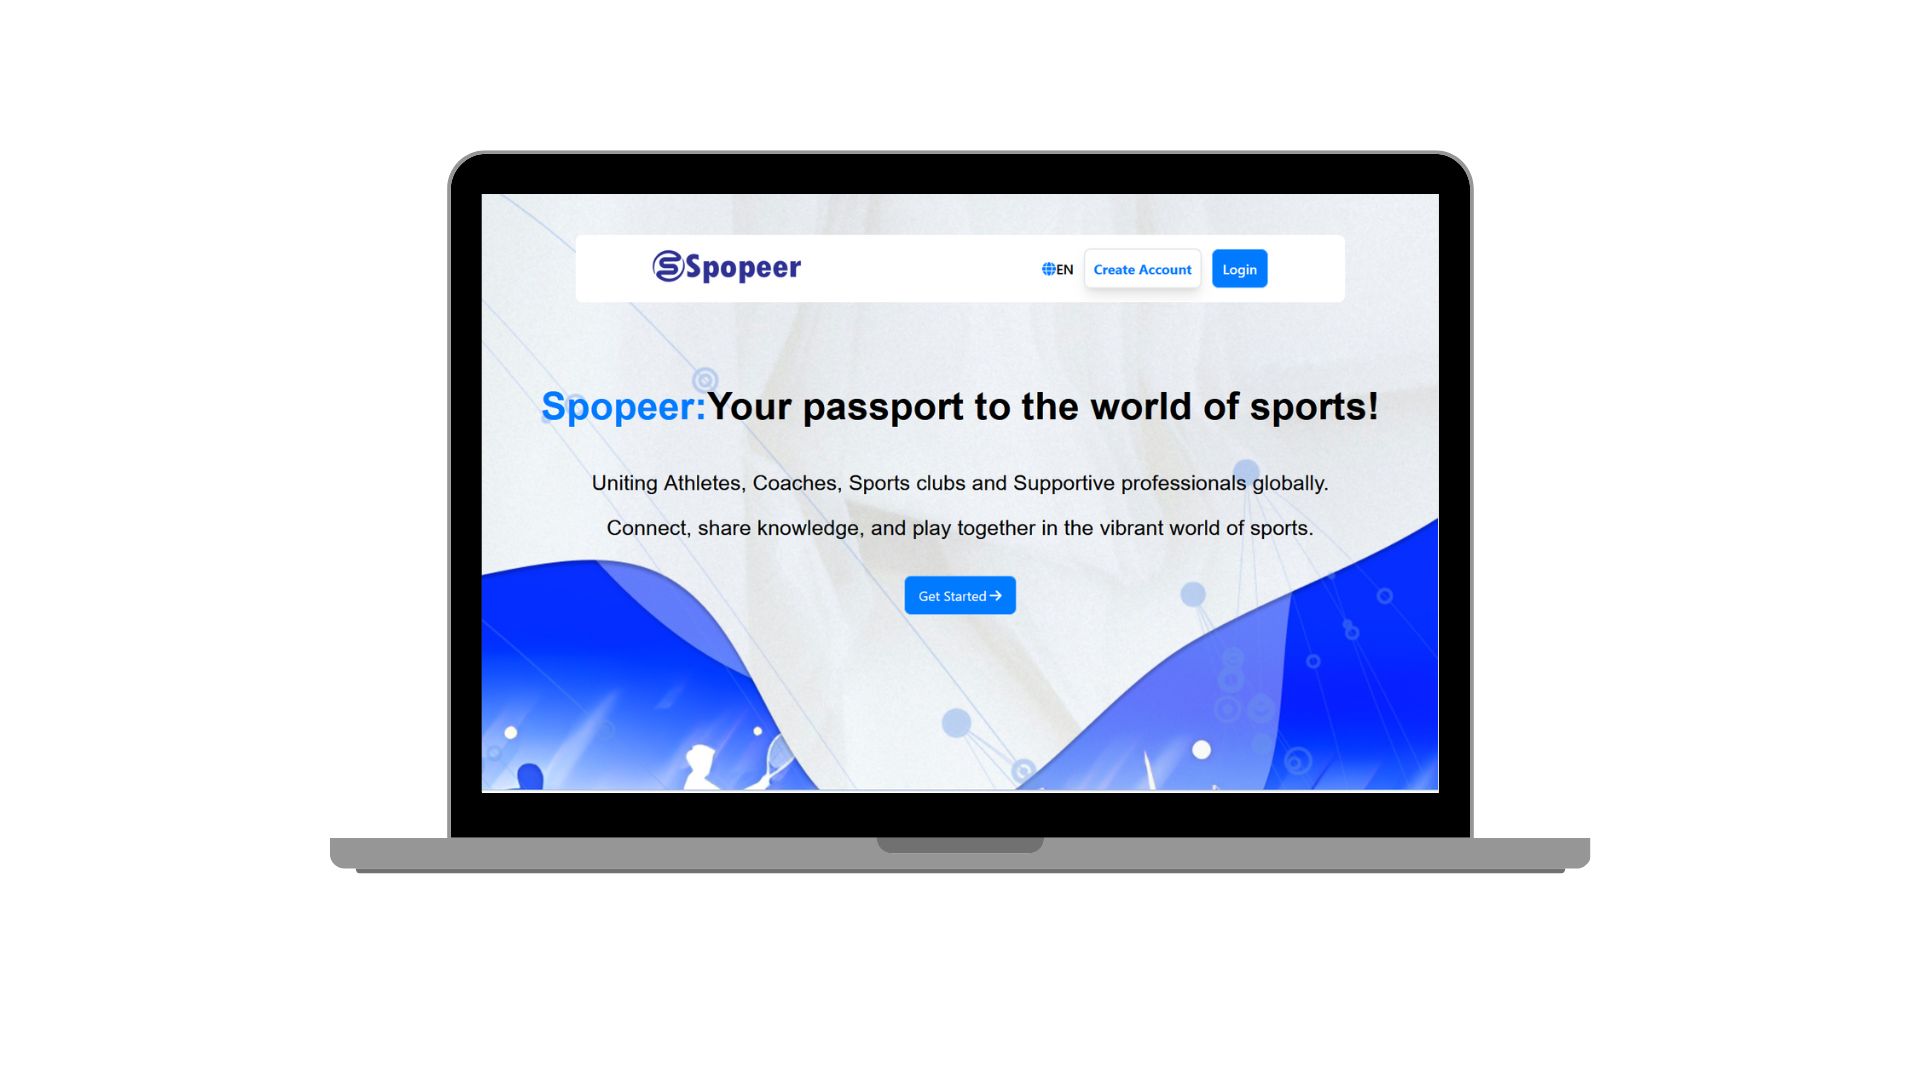 Spopeer
EN
Create Account
Login
Spopeer:Your passport to the world of sports!
Uniting Athletes, Coaches, Sports clubs and Supportive professionals globally.
Connect, share knowledge, and play together in the vibrant world of sports.
Get Started